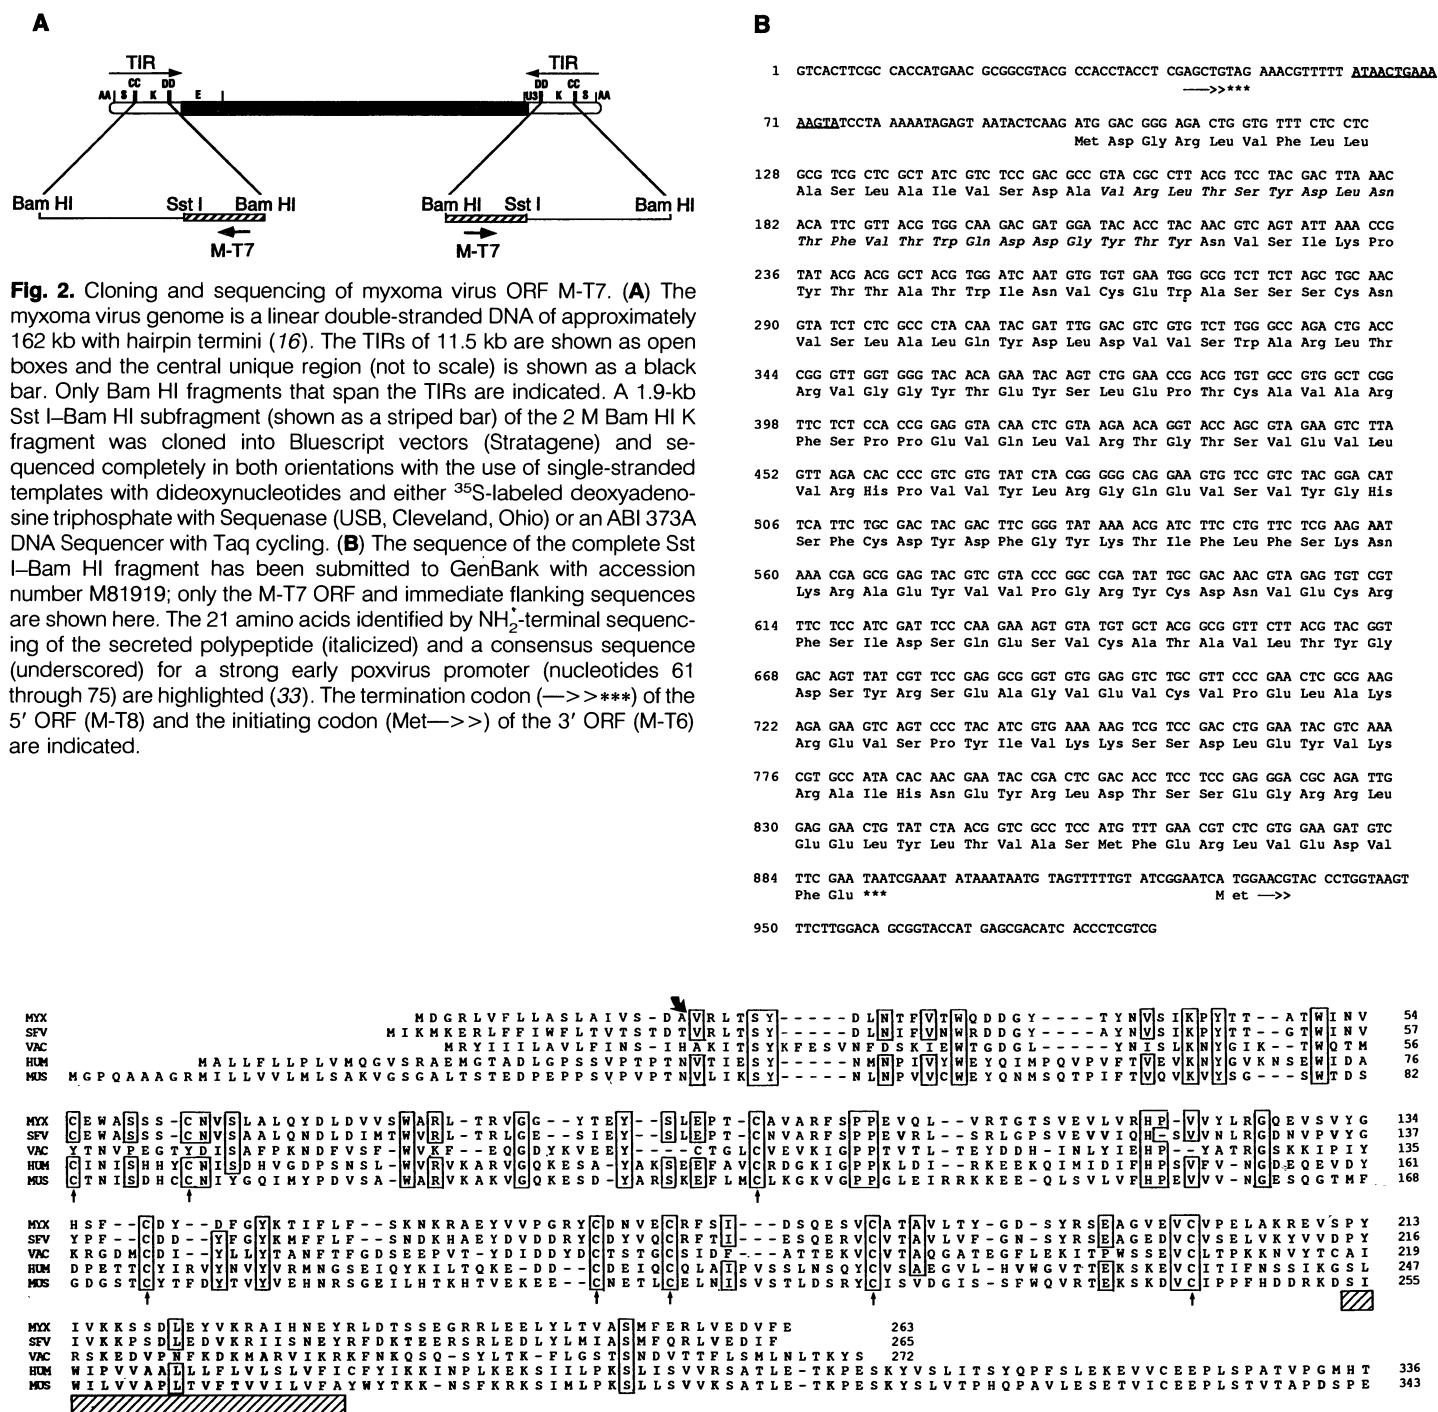 A
TIR
TIR
CC DD
DD CC
AA S K E
U3 K S AA
Bam HI Sst I Bam HI
Bam HI Sst I Bam HI
M-T7
M-T7
Fig. 2. Cloning and sequencing of myxoma virus ORF M-T7. (A) The
myxoma virus genome is a linear double-stranded DNA of approximately
162 kb with hairpin termini (16). The TIRs of 11.5 kb are shown as open
boxes and the central unique region (not to scale) is shown as a black
bar. Only Bam HI fragments that span the TIRs are indicated. A 1.9-kb
Sst I–Bam HI subfragment (shown as a striped bar) of the 2 M Bam HI K
fragment was cloned into Bluescript vectors (Stratagene) and se-
quenced completely in both orientations with the use of single-stranded
templates with dideoxynucleotides and either ³⁵S-labeled deoxyadeno-
sine triphosphate with Sequenase (USB, Cleveland, Ohio) or an ABI 373A
DNA Sequencer with Taq cycling. (B) The sequence of the complete Sst
I–Bam HI fragment has been submitted to GenBank with accession
number M81919; only the M-T7 ORF and immediate flanking sequences
are shown here. The 21 amino acids identified by NH₂-terminal sequenc-
ing of the secreted polypeptide (italicized) and a consensus sequence
(underscored) for a strong early poxvirus promoter (nucleotides 61
through 75) are highlighted (33). The termination codon (—>>***) of the
5′ ORF (M-T8) and the initiating codon (Met—>>) of the 3′ ORF (M-T6)
are indicated.
B
1 GTCACTTCGC CACCATGAAC GCGGCGTACG CCACCTACCT CGAGCTGTAG AAACGTTTTT ATAACTGAAA
—>>***
71 AAGTATCCTA AAAATAGAGT AATACTCAAG ATG GAC GGG AGA CTG GTG TTT CTC CTC
Met Asp Gly Arg Leu Val Phe Leu Leu
128 GCG TCG CTC GCT ATC GTC TCC GAC GCC GTA CGC CTT ACG TCC TAC GAC TTA AAC
Ala Ser Leu Ala Ile Val Ser Asp Ala Val Arg Leu Thr Ser Tyr Asp Leu Asn
182 ACA TTC GTT ACG TGG CAA GAC GAT GGA TAC ACC TAC AAC GTC AGT ATT AAA CCG
Thr Phe Val Thr Trp Gln Asp Asp Gly Tyr Thr Tyr Asn Val Ser Ile Lys Pro
236 TAT ACG ACG GCT ACG TGG ATC AAT GTG TGT GAA TGG GCG TCT TCT AGC TGC AAC
Tyr Thr Thr Ala Thr Trp Ile Asn Val Cys Glu Trp Ala Ser Ser Ser Cys Asn
290 GTA TCT CTC GCC CTA CAA TAC GAT TTG GAC GTC GTG TCT TGG GCC AGA CTG ACC
Val Ser Leu Ala Leu Gln Tyr Asp Leu Asp Val Val Ser Trp Ala Arg Leu Thr
344 CGG GTT GGT GGG TAC ACA GAA TAC AGT CTG GAA CCG ACG TGT GCC GTG GCT CGG
Arg Val Gly Gly Tyr Thr Glu Tyr Ser Leu Glu Pro Thr Cys Ala Val Ala Arg
398 TTC TCT CCA CCG GAG GTA CAA CTC GTA AGA ACA GGT ACC AGC GTA GAA GTC TTA
Phe Ser Pro Pro Glu Val Gln Leu Val Arg Thr Gly Thr Ser Val Glu Val Leu
452 GTT AGA CAC CCC GTC GTG TAT CTA CGG GGG CAG GAA GTG TCC GTC TAC GGA CAT
Val Arg His Pro Val Val Tyr Leu Arg Gly Gln Glu Val Ser Val Tyr Gly His
506 TCA TTC TGC GAC TAC GAC TTC GGG TAT AAA ACG ATC TTC CTG TTC TCG AAG AAT
Ser Phe Cys Asp Tyr Asp Phe Gly Tyr Lys Thr Ile Phe Leu Phe Ser Lys Asn
560 AAA CGA GCG GAG TAC GTC GTA CCC GGC CGA TAT TGC GAC AAC GTA GAG TGT CGT
Lys Arg Ala Glu Tyr Val Val Pro Gly Arg Tyr Cys Asp Asn Val Glu Cys Arg
614 TTC TCC ATC GAT TCC CAA GAA AGT GTA TGT GCT ACG GCG GTT CTT ACG TAC GGT
Phe Ser Ile Asp Ser Gln Glu Ser Val Cys Ala Thr Ala Val Leu Thr Tyr Gly
668 GAC AGT TAT CGT TCC GAG GCG GGT GTG GAG GTC TGC GTT CCC GAA CTC GCG AAG
Asp Ser Tyr Arg Ser Glu Ala Gly Val Glu Val Cys Val Pro Glu Leu Ala Lys
722 AGA GAA GTC AGT CCC TAC ATC GTG AAA AAG TCG TCC GAC CTG GAA TAC GTC AAA
Arg Glu Val Ser Pro Tyr Ile Val Lys Lys Ser Ser Asp Leu Glu Tyr Val Lys
776 CGT GCC ATA CAC AAC GAA TAC CGA CTC GAC ACC TCC TCC GAG GGA CGC AGA TTG
Arg Ala Ile His Asn Glu Tyr Arg Leu Asp Thr Ser Ser Glu Gly Arg Arg Leu
830 GAG GAA CTG TAT CTA ACG GTC GCC TCC ATG TTT GAA CGT CTC GTG GAA GAT GTC
Glu Glu Leu Tyr Leu Thr Val Ala Ser Met Phe Glu Arg Leu Val Glu Asp Val
884 TTC GAA TAATCGAAAT ATAAATAATG TAGTTTTTGT ATCGGAATCA TGGAACGTAC CCTGGTAAGT
Phe Glu *** M et —>>
950 TTCTTGGACA GCGGTACCAT GAGCGACATC ACCCTCGTCG
MYX MDGRLVFLLASLAIVS-DAVRLTSY-----DLNTFVTWQDDGY----TYNVSIKPYTT--ATWINV 54
SFV MIKMKERLFFIWFLTVTSTDTVRLTSY-----DLNIFVNWRDDGY----TYNVSIKPYTT--GTWINV 57
VAC MRYIIILAVLFINS-IHAKITSYKFESVNFDSKIEWTGDGL----YNISLKNYGIK--TWQTM 56
HUM MALLFLLPLVMQGVSRAEMGTADLGPSSVPTPTNVTIESY-----NMNPIVYWEYQIMPQVPVFTVEVKNYGVKNSEWIDA 76
MUS MGPQAAAGRMILLVVLMLSAKVGSGALTSTEDPEPPSVPVPTNVLIKSY-----NLNPVVCWEYQNMSQTPIFTVQVKVYSG---SWTDS 82
MYX CEWASSSS-CNVSLALQYDLDVVSWARL-TRVGG--YTEY--SLEPT-CAVARFSPPEVQL--VRTGTSVEVLVRHP-VVYLRGQEVSVYG 134
SFV CEWASSSS-CNVSAALQNDLDIMTWVRL-TRLGE--SIEY--SLEPT-CNVARFSPPEVRL--SRLGPSVEVVIQH-SVVNLRGDNVPVYG 137
VAC YTNVPEGTYDISAFPKNDFVSF-WVKF--EQGDYKVEEY----CTGLCVEVKIGPPTVTL--TEYDDH-INLYIEHP--YATRGSKKIPIY 135
HUM CINISHHYCNISDHVGDPSNSL-WVRVKARVGQKESA-YAKSEEFAVCRDGKIGPPKLDI--RKEEKQIMIDIFHPSVFV-NGDEQEVDY 161
MUS CTNISDHCCNIYGQIMYPDVSA-WARVKAKVGQKESD-YARSKEFLMCLKGKVGPPGLEIRRKKEE-QLSVLVFHPEVVV-NGESQGTMF 168
MYX HSF--CDY--DFGYKTIFLF--SKNKRAEYVVPGRYCDNVECRFSI---DSQESVCATAVLTY-GD-SYRSEAGVEVCVPELAKREVSPY 213
SFV YPF--CDY--YFGYKMFFLF--SNDKHAEYDVDDRYCDYVQCRFTI---DSQERVCVTAVLVF-GN-SYRSEAGEDVCVSELVKYVVDPY 216
VAC KRGDMCDI--YLLYTANFTFGDSEEPVT-YDIDDYDCTSTGCSIDF---ATTEKVCVTAQGATEGFLEKITPWSSEVCLTPKKNVYTCAI 219
HUM DPETTCYIRVYNVYVRMNGSEIQYKILTQKE-DD--CDEIQCQLAIPVSSLNSQYCVSAEGVL-HVWGVTTEKSKEVCITIFNSSIKGSL 247
MUS GDGSTCYTFDYTVYVEHNRSGEILHTKHTVEKEE--CNETLCELNISVSTLDSRYCISVDGIS-SFWQVRTEKSKDVCIPPFHDDRKDSI 255
MYX IVKKSSDLEYVKRAIHNEYRLDTSSEGRRLEELYLTVASMFERLVEDVFE 263
SFV IVKKPSDLEDVKRIISNEYRFDKTEERSRLEDLYLMIASMFQRLVEDIF 265
VAC RSKEDVPNFKDKMARVIKRKFNKQSQ-SYLTK-FLGSTSNDVTTFLSMLNLTKYS 272
HUM WIPVVAALLLFLVLSLVFICFYIKKINPLKEKSIILPKSLISVVRSATLE-TKPESKYVSLITSYQPFSLEKEVVCEEPLSPATVPGMHT 336
MUS WILVVAPLTVFTVVILVFAYWYTKK-NSFKRKSIMLPKSLLSVVKSATLE-TKPESKYSLVTPHQPAVLESETVICEEPLSTVTAPDSPE 343